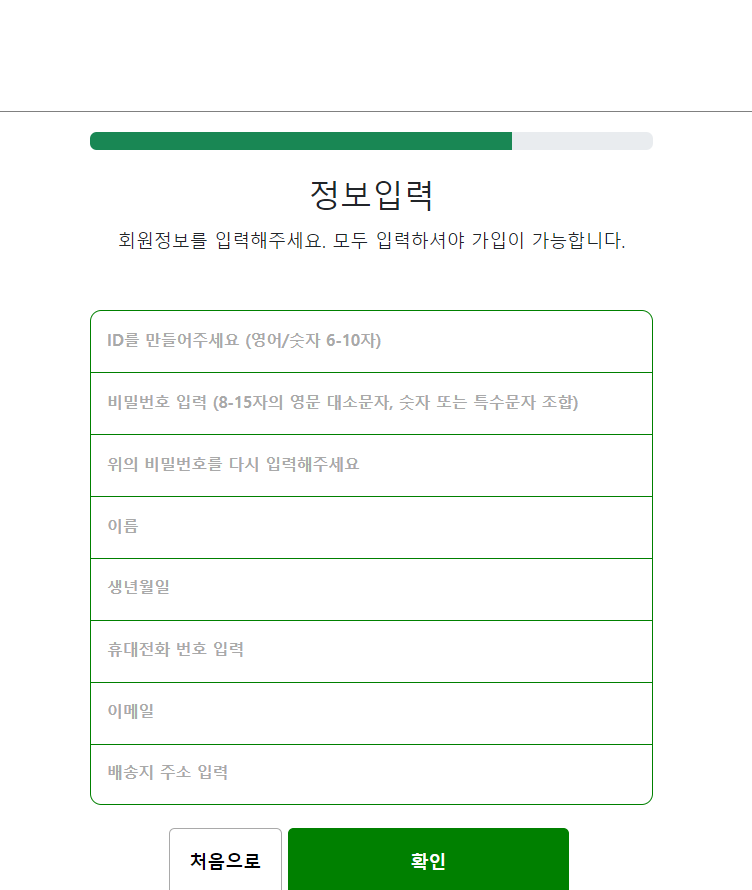 정보입력
회원정보를 입력해주세요. 모두 입력하셔야 가입이 가능합니다.
ID를 만들어주세요 (영어/숫자 6-10자)
비밀번호 입력 (8-15자의 영문 대소문자, 숫자 또는 특수문자 조합)
위의 비밀번호를 다시 입력해주세요
이름
생년월일
휴대전화 번호 입력
이메일
배송지 주소 입력
처음으로 확인